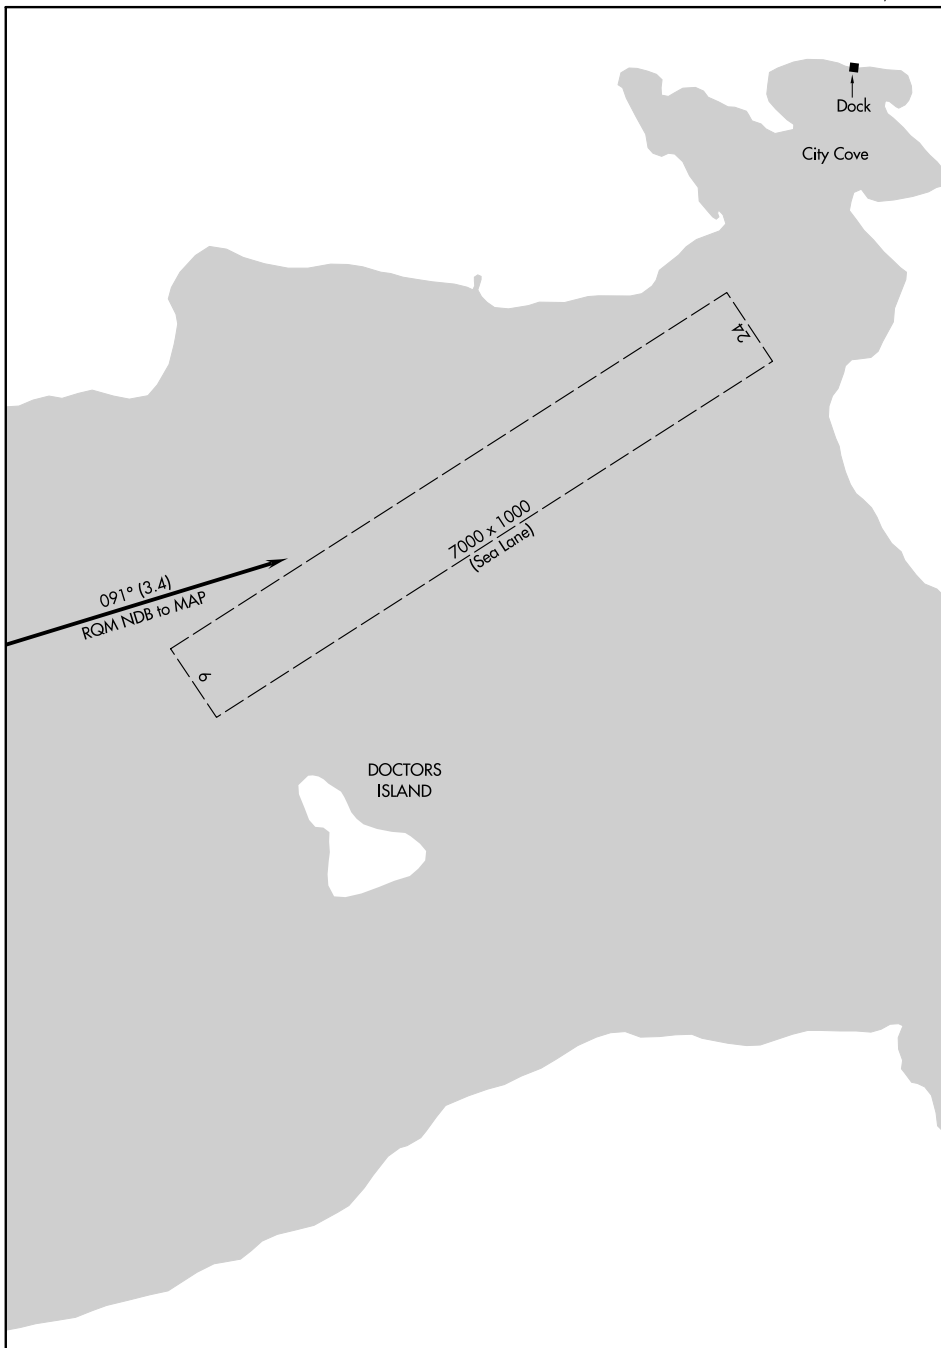 Dock
City Cove
24
7000 x 1000
(Sea Lane)
091° (3.4)
RQM NDB to MAP
6
DOCTORS
ISLAND